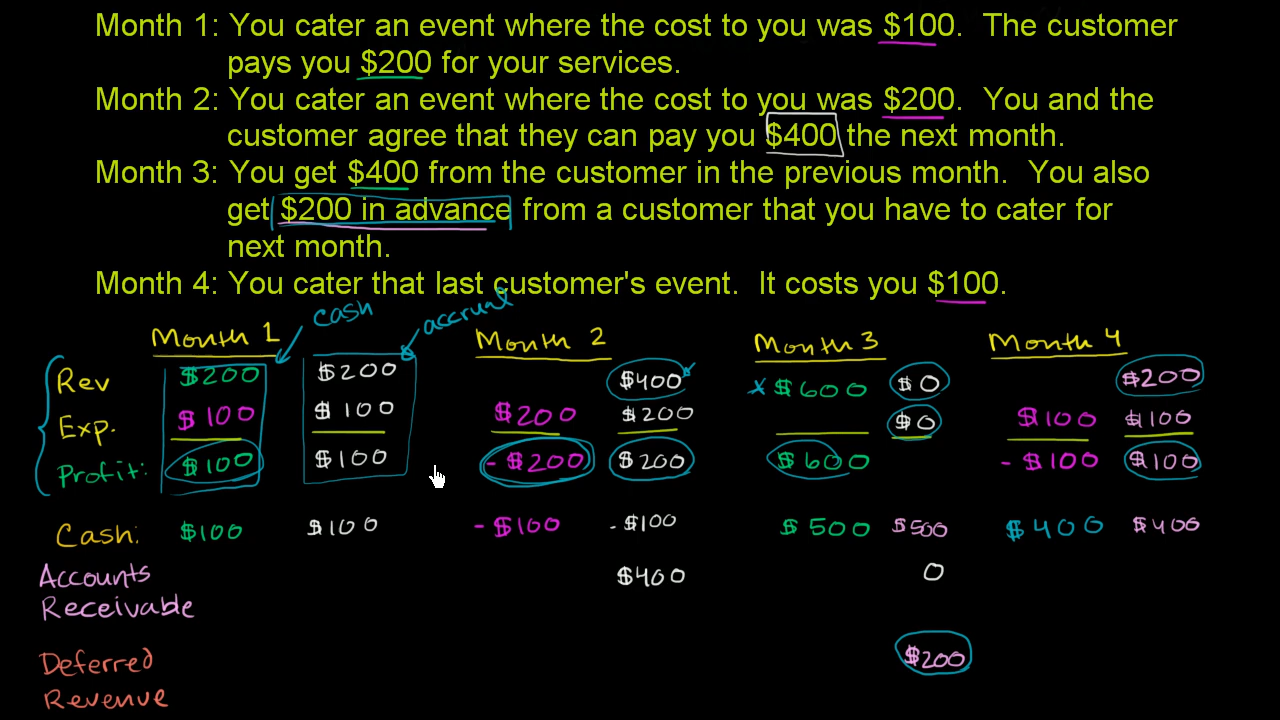 Month 1: You cater an event where the cost to you was $100. The customer
pays you $200 for your services.
Month 2: You cater an event where the cost to you was $200. You and the
customer agree that they can pay you $400 the next month.
Month 3: You get $400 from the customer in the previous month. You also
get $200 in advance from a customer that you have to cater for
next month.
Month 4: You cater that last customer's event. It costs you $100.
cash accrual
Month 1 Month 2 Month 3 Month 4
Rev $200 $200 $400 x $600 $0 $200
Exp. $100 $100 $200 $200 $0 $100 $100
Profit: $100 $100 -$200 $200 $600 -$100 $100
Cash: $100 $100 -$100 -$100 $500 $500 $400 $400
Accounts $400 0
Receivable
Deferred $200
Revenue